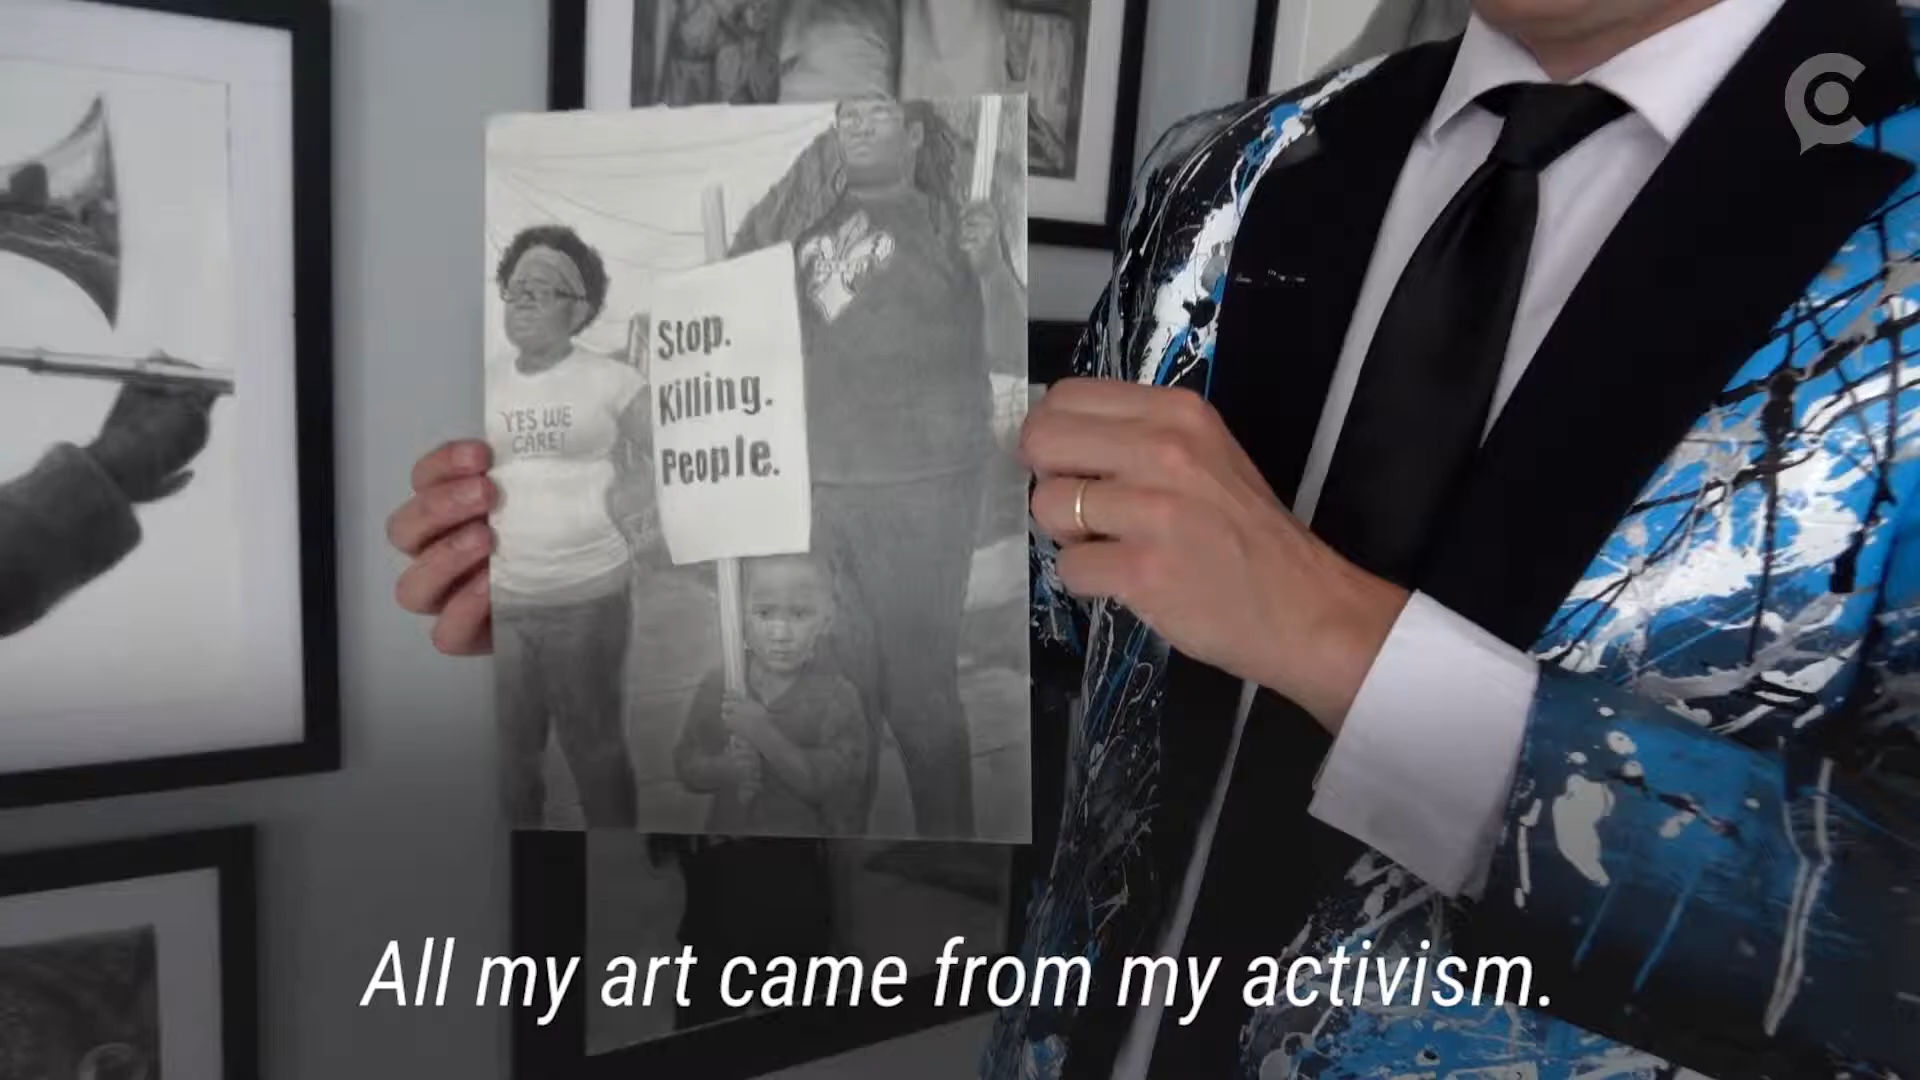 YES WE
CARE!
Stop.
Killing.
People.
All my art came from my activism.